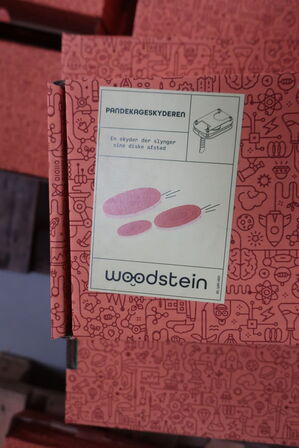 PANDEKAGESKYDEREN
En skyder der slynger
sine diske afsted
woodstein